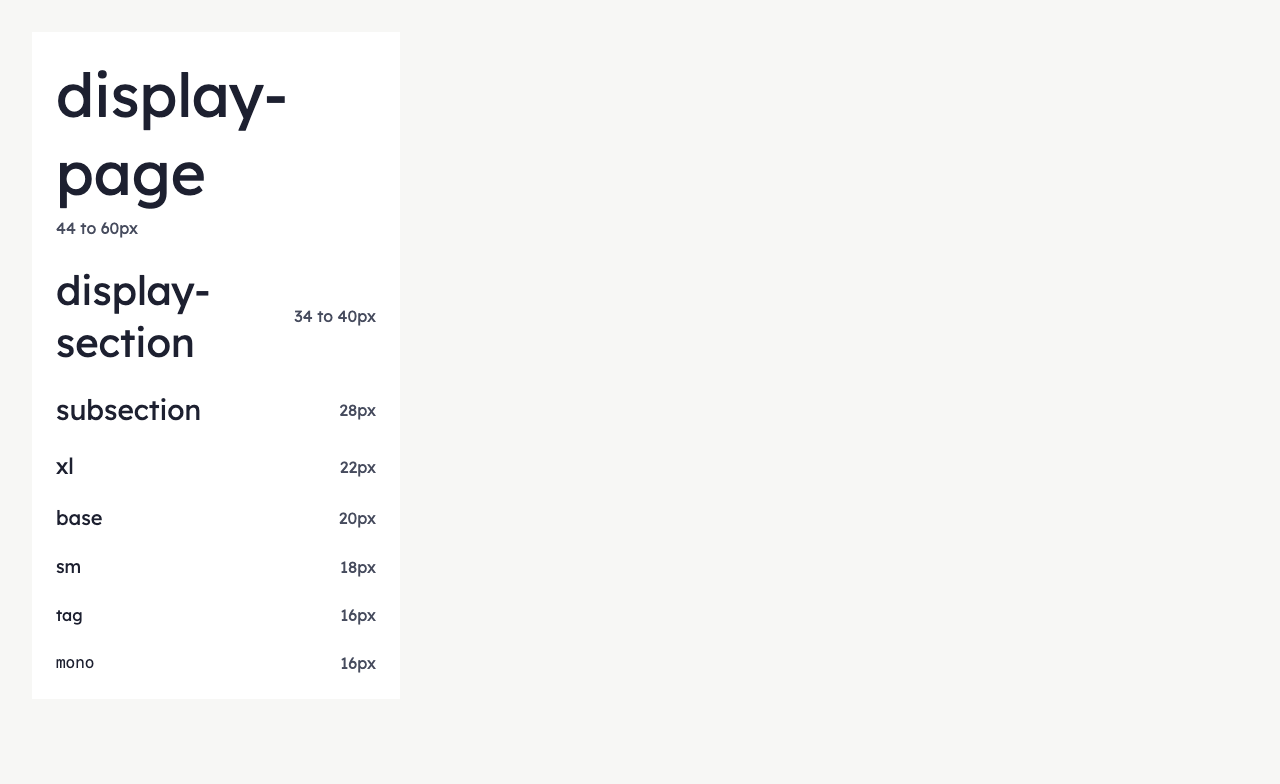 display-
page
44 to 60px
display-
section
34 to 40px
subsection 28px
xl 22px
base 20px
sm 18px
tag 16px
mono 16px